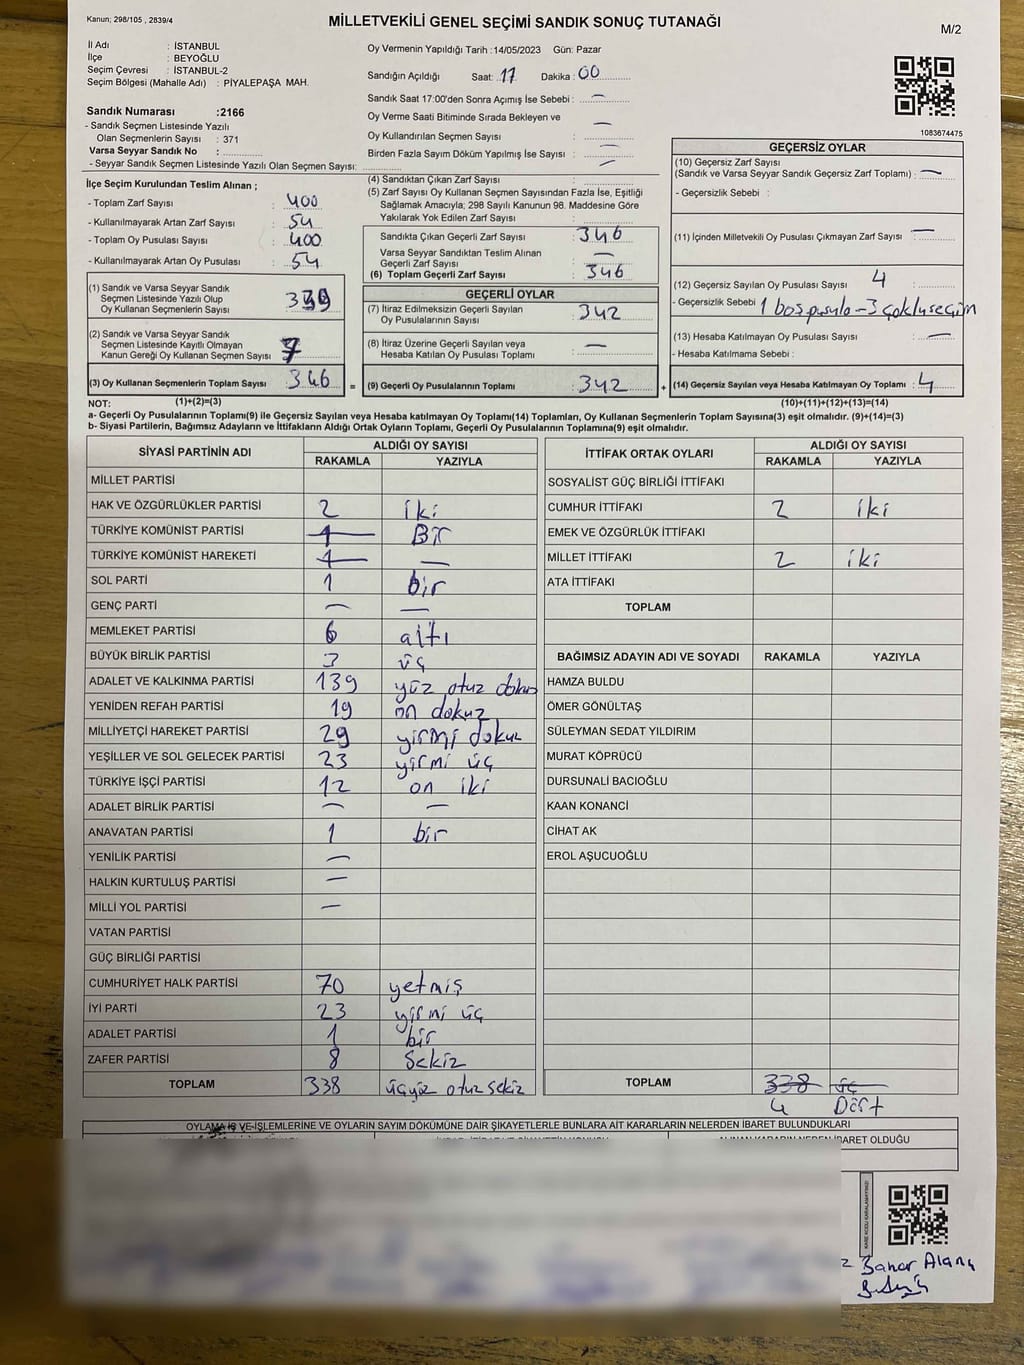 Kanun; 298/105 , 2839/4
MİLLETVEKİLİ GENEL SEÇİMİ SANDIK SONUÇ TUTANAĞI
M/2
İl Adı : İSTANBUL
İlçe : BEYOĞLU
Seçim Çevresi : İSTANBUL-2
Seçim Bölgesi (Mahalle Adı) : PİYALEPAŞA MAH.
Sandık Numarası :2166
- Sandık Seçmen Listesinde Yazılı
Olan Seçmenlerin Sayısı : 371
Varsa Seyyar Sandık No :
- Seyyar Sandık Seçmen Listesinde Yazılı Olan Seçmen Sayısı:
Oy Vermenin Yapıldığı Tarih :14/05/2023 Gün: Pazar
Sandığın Açıldığı Saat: 17 Dakika : 00
Sandık Saat 17:00'den Sonra Açımış İse Sebebi : —
Oy Verme Saati Bitiminde Sırada Bekleyen ve
Oy Kullandırılan Seçmen Sayısı : —
Birden Fazla Sayım Döküm Yapılmış İse Sayısı : —
1083674475
İlçe Seçim Kurulundan Teslim Alınan ;
- Toplam Zarf Sayısı : 400
- Kullanılmayarak Artan Zarf Sayısı : 54
- Toplam Oy Pusulası Sayısı : 400
- Kullanılmayarak Artan Oy Pusulası : 54
(1) Sandık ve Varsa Seyyar Sandık
Seçmen Listesinde Yazılı Olup
Oy Kullanan Seçmenlerin Sayısı : 339
(2) Sandık ve Varsa Seyyar Sandık
Seçmen Listesinde Kayıtlı Olmayan
Kanun Gereği Oy Kullanan Seçmen Sayısı : 7
(3) Oy Kullanan Seçmenlerin Toplam Sayısı : 346
(1)+(2)=(3)
(4) Sandıktan Çıkan Zarf Sayısı :
(5) Zarf Sayısı Oy Kullanan Seçmen Sayısından Fazla İse, Eşitliği
Sağlamak Amacıyla; 298 Sayılı Kanunun 98. Maddesine Göre
Yakılarak Yok Edilen Zarf Sayısı :
Sandıkta Çıkan Geçerli Zarf Sayısı : 346
Varsa Seyyar Sandıktan Teslim Alınan
Geçerli Zarf Sayısı : —
(6) Toplam Geçerli Zarf Sayısı : 346
GEÇERLİ OYLAR
(7) İtiraz Edilmeksizin Geçerli Sayılan
Oy Pusulalarının Sayısı : 342
(8) İtiraz Üzerine Geçerli Sayılan veya
Hesaba Katılan Oy Pusulası Toplamı : —
= (9) Geçerli Oy Pusulalarının Toplamı : 342
GEÇERSİZ OYLAR
(10) Geçersiz Zarf Sayısı
(Sandık ve Varsa Seyyar Sandık Geçersiz Zarf Toplamı) : —
- Geçersizlik Sebebi :
(11) İçinden Milletvekili Oy Pusulası Çıkmayan Zarf Sayısı : —
(12) Geçersiz Sayılan Oy Pusulası Sayısı : 4
- Geçersizlik Sebebi : 1 boş pusula - 3 çoklu seçim
(13) Hesaba Katılmayan Oy Pusulası Sayısı : —
- Hesaba Katılmama Sebebi :
+ (14) Geçersiz Sayılan veya Hesaba Katılmayan Oy Toplamı : 4
(10)+(11)+(12)+(13)=(14)
NOT:
a- Geçerli Oy Pusulalarının Toplamı(9) ile Geçersiz Sayılan veya Hesaba katılmayan Oy Toplamı(14) Toplamları, Oy Kullanan Seçmenlerin Toplam Sayısına(3) eşit olmalıdır. (9)+(14)=(3)
b- Siyasi Partilerin, Bağımsız Adayların ve İttifakların Aldığı Ortak Oyların Toplamı, Geçerli Oy Pusulalarının Toplamına(9) eşit olmalıdır.
SİYASİ PARTİNİN ADI ALDIĞI OY SAYISI
RAKAMLA YAZIYLA
MİLLET PARTİSİ
HAK VE ÖZGÜRLÜKLER PARTİSİ 2 iki
TÜRKİYE KOMÜNİST PARTİSİ 1 Bir
TÜRKİYE KOMÜNİST HAREKETİ 1 —
SOL PARTİ 1 bir
GENÇ PARTİ — —
MEMLEKET PARTİSİ 6 altı
BÜYÜK BİRLİK PARTİSİ 3 üç
ADALET VE KALKINMA PARTİSİ 139 yüz otuz dokuz
YENİDEN REFAH PARTİSİ 19 on dokuz
MİLLİYETÇİ HAREKET PARTİSİ 29 yirmi dokuz
YEŞİLLER VE SOL GELECEK PARTİSİ 23 yirmi üç
TÜRKİYE İŞÇİ PARTİSİ 12 on iki
ADALET BİRLİK PARTİSİ — —
ANAVATAN PARTİSİ 1 bir
YENİLİK PARTİSİ —
HALKIN KURTULUŞ PARTİSİ —
MİLLİ YOL PARTİSİ —
VATAN PARTİSİ
GÜÇ BİRLİĞİ PARTİSİ
CUMHURİYET HALK PARTİSİ 70 yetmiş
İYİ PARTİ 23 yirmi üç
ADALET PARTİSİ 1 bir
ZAFER PARTİSİ 8 Sekiz
TOPLAM 338 üçyüz otuz sekiz
İTTİFAK ORTAK OYLARI ALDIĞI OY SAYISI
RAKAMLA YAZIYLA
SOSYALİST GÜÇ BİRLİĞİ İTTİFAKI
CUMHUR İTTİFAKI 2 iki
EMEK VE ÖZGÜRLÜK İTTİFAKI
MİLLET İTTİFAKI 2 iki
ATA İTTİFAKI
TOPLAM
BAĞIMSIZ ADAYIN ADI VE SOYADI RAKAMLA YAZIYLA
HAMZA BULDU
ÖMER GÖNÜLTAŞ
SÜLEYMAN SEDAT YILDIRIM
MURAT KÖPRÜCÜ
DURSUNALİ BACIOĞLU
KAAN KONANCİ
CİHAT AK
EROL AŞUCUOĞLU
TOPLAM 338 üç
4 Dört
OYLAMA İŞ VE İŞLEMLERİNE VE OYLARIN SAYIM DÖKÜMÜNE DAİR ŞİKAYETLERLE BUNLARA AİT KARARLARIN NELERDEN İBARET BULUNDUKLARI
ALINAN KARARIN NEDEN İBARET OLDUĞU
KARE KODU KARALAMAYINIZ!